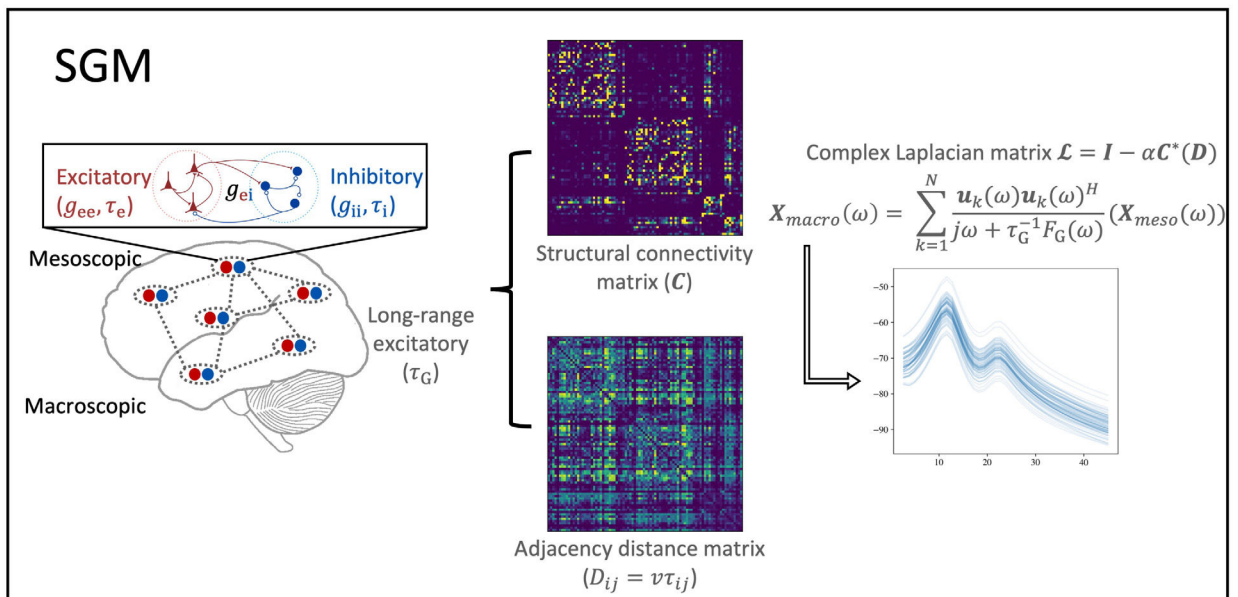 SGM
Excitatory
(g_ee, τ_e)
g_ei
Inhibitory
(g_ii, τ_i)
Mesoscopic
Macroscopic
Long-range
excitatory
(τ_G)
Structural connectivity
matrix (C)
Adjacency distance matrix
(D_ij = vτ_ij)
Complex Laplacian matrix 𝓛 = I − αC*(D)
X_macro(ω) = ∑_{k=1}^{N} u_k(ω)u_k(ω)^H / (jω + τ_G^{-1}F_G(ω)) (X_meso(ω))
−50
−60
−70
−80
−90
10 20 30 40